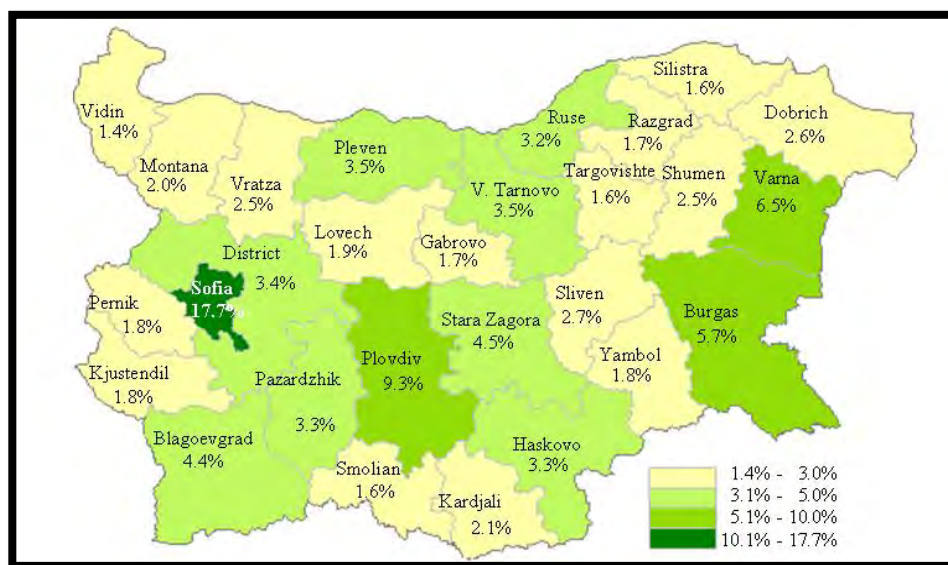 Silistra
1.6%
Vidin
1.4%
Dobrich
2.6%
Ruse
3.2%
Razgrad
1.7%
Pleven
3.5%
Montana
2.0%
Targovishte
1.6%
Shumen
2.5%
Varna
6.5%
Vratza
2.5%
V. Tarnovo
3.5%
Lovech
1.9%
Gabrovo
1.7%
District
3.4%
Sofia
17.7%
Sliven
2.7%
Pernik
1.8%
Burgas
5.7%
Stara Zagora
4.5%
Yambol
1.8%
Plovdiv
9.3%
Kjustendil
1.8%
Pazardzhik
3.3%
Blagoevgrad
4.4%
Haskovo
3.3%
Smolian
1.6%
Kardjali
2.1%
1.4% - 3.0%
3.1% - 5.0%
5.1% - 10.0%
10.1% - 17.7%